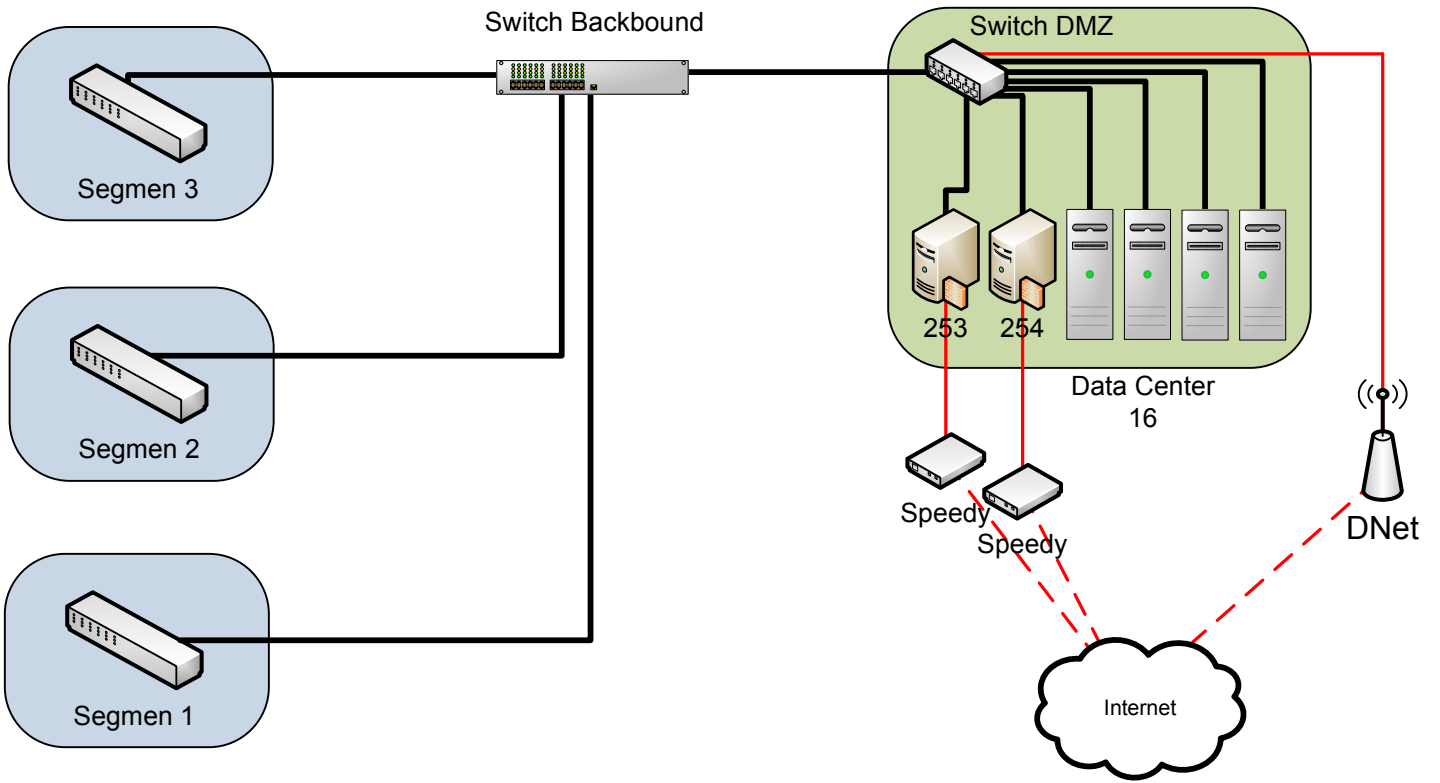 Switch Backbound
Switch DMZ
Segmen 3
253
254
Data Center
16
Segmen 2
Speedy
Speedy
DNet
Segmen 1
Internet